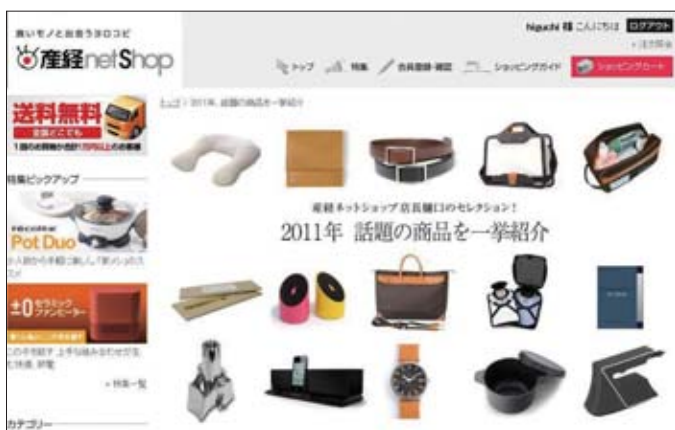 良いモノと出合うヨロコビ
産経netShop
Higuchi 様 こんにちは ログアウト
トップ 特集 会員登録・確認 ショッピングガイド ショッピングカート
送料無料
全国どこでも
トップ > 2011年、話題の商品を一挙紹介
特集ピックアップ
産経ネットショップ店長樋口のセレクション！
2011年 話題の商品を一挙紹介
récolte
Pot Duo
±0 セラミック
ファンヒーター
» 特集一覧
カテゴリー